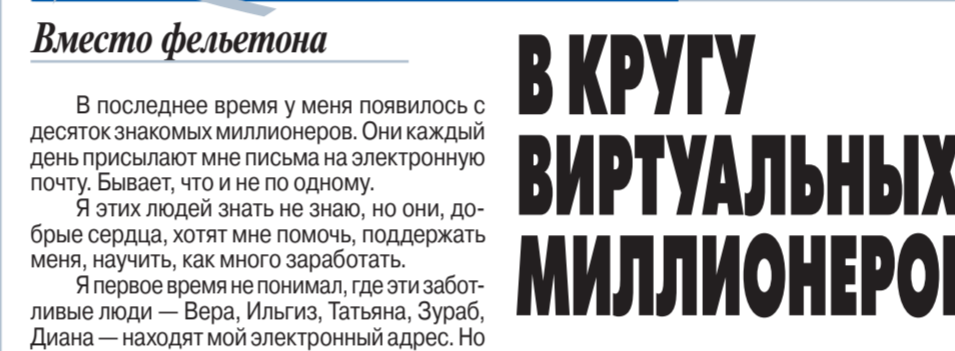 Вместо фельетона
В последнее время у меня появилось с
десяток знакомых миллионеров. Они каждый
день присылают мне письма на электронную
почту. Бывает, что и не по одному.
Я этих людей знать не знаю, но они, до-
брые сердца, хотят мне помочь, поддержать
меня, научить, как много заработать.
Я первое время не понимал, где эти забот-
ливые люди — Вера, Ильгиз, Татьяна, Зураб,
Диана — находят мой электронный адрес. Но
В КРУГУ
ВИРТУАЛЬНЫХ
МИЛЛИОНЕРО